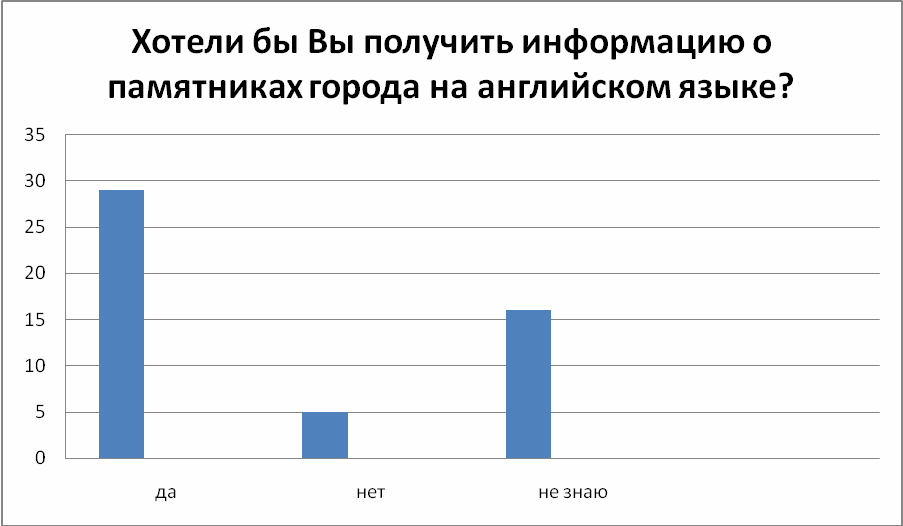 Хотели бы Вы получить информацию о
памятниках города на английском языке?
35
30
25
20
15
10
5
0
да нет не знаю